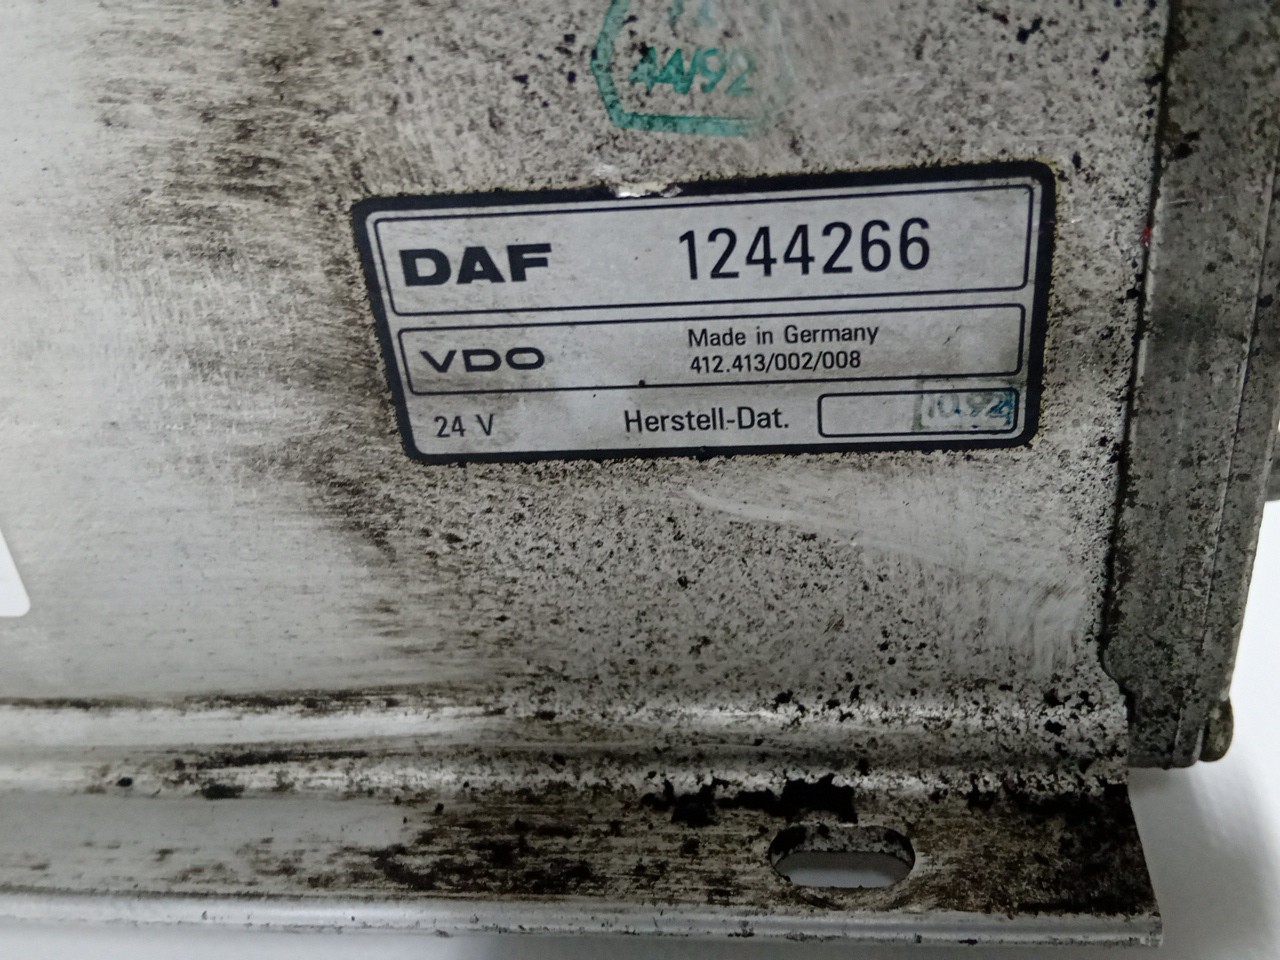 44/92
DAF 1244266
VDO Made in Germany
412.413/002/008
24 V Herstell-Dat. 10.92